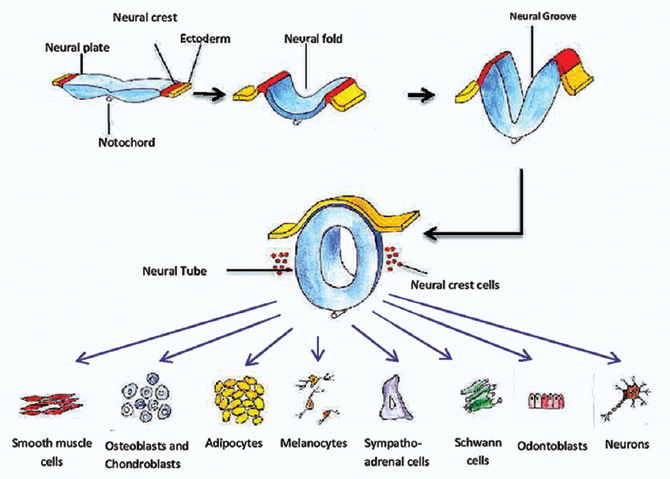 Neural crest
Neural plate
Ectoderm
Neural fold
Neural Groove
Notochord
Neural Tube
Neural crest cells
Smooth muscle
cells
Osteoblasts and
Chondroblasts
Adipocytes
Melanocytes
Sympatho-
adrenal cells
Schwann
cells
Odontoblasts
Neurons